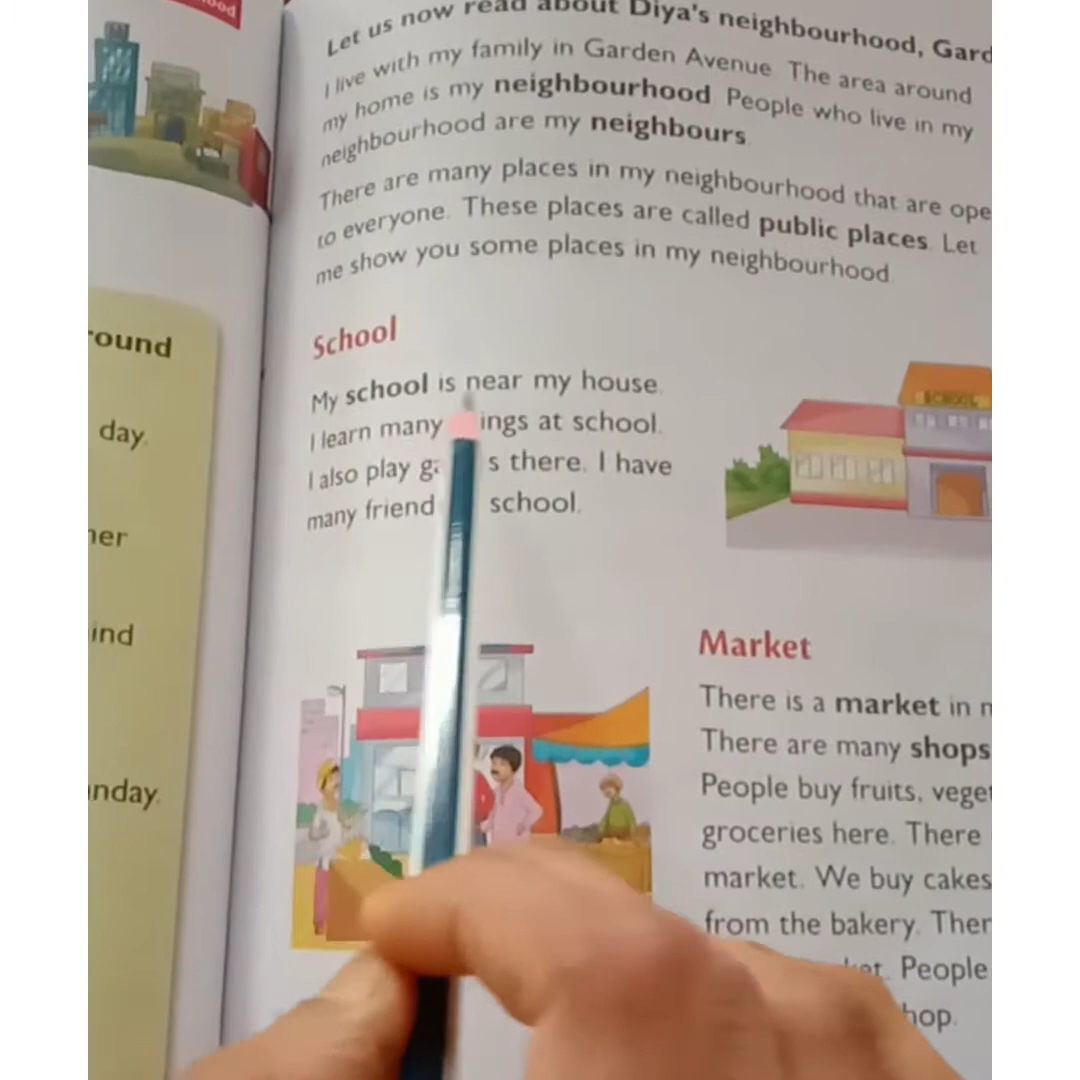 ood
Let us now read about Diya's neighbourhood, Gard
I live with my family in Garden Avenue. The area around
my home is my neighbourhood. People who live in my
neighbourhood are my neighbours.
There are many places in my neighbourhood that are ope
to everyone. These places are called public places. Let
me show you some places in my neighbourhood.
School
My school is near my house.
I learn many ings at school.
I also play ga s there. I have
many friend school.
SCHOOL
Market
There is a market in m
There are many shops
People buy fruits, veget
groceries here. There
market. We buy cakes
from the bakery. Ther
ket. People
hop.
round
day.
her
ind
nday.